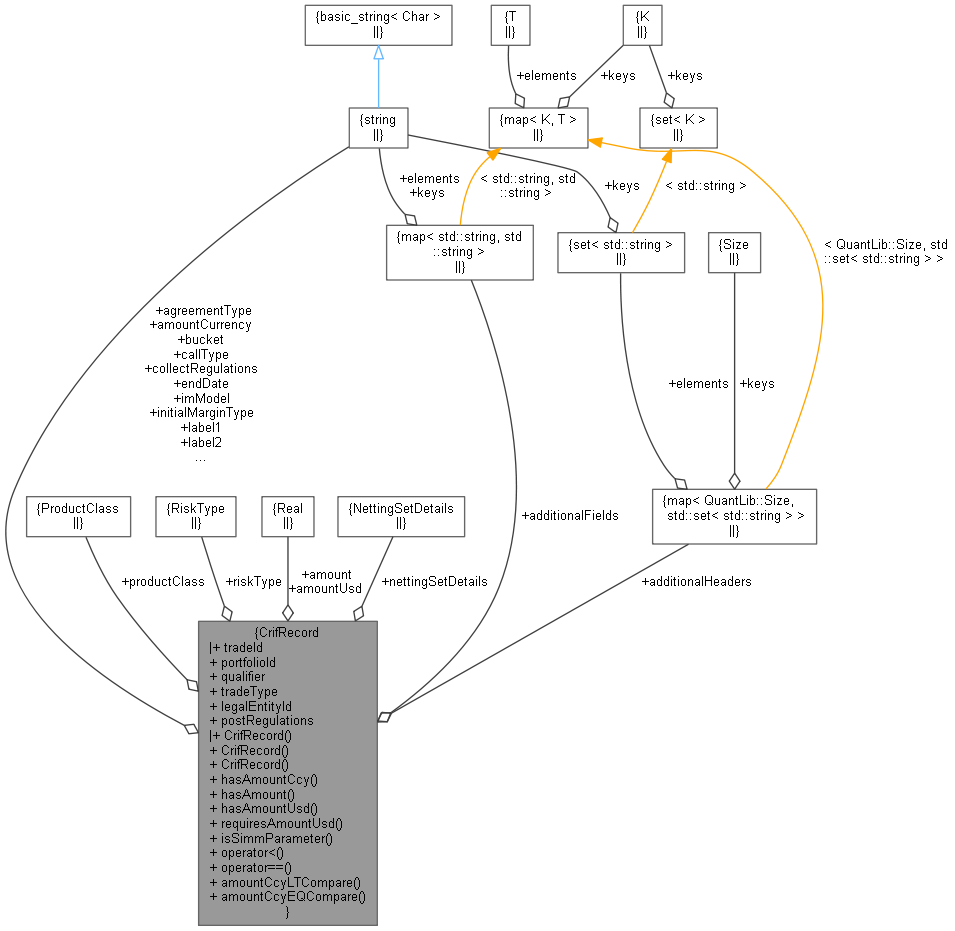 {basic_string< Char >
||}
{T
||}
{K
||}
+elements
+keys
+keys
{string
||}
{map< K, T >
||}
{set< K >
||}
+elements
+keys
< std::string, std
::string >
+keys
< std::string >
{map< std::string, std
::string >
||}
{set< std::string >
||}
{Size
||}
< QuantLib::Size, std
::set< std::string > >
+agreementType
+amountCurrency
+bucket
+callType
+collectRegulations
+endDate
+imModel
+initialMarginType
+label1
+label2
...
+elements
+keys
{ProductClass
||}
{RiskType
||}
{Real
||}
{NettingSetDetails
||}
{map< QuantLib::Size,
std::set< std::string > >
||}
+additionalFields
+productClass
+riskType
+amount
+amountUsd
+nettingSetDetails
+additionalHeaders
{CrifRecord
|+ tradeId
+ portfolioId
+ qualifier
+ tradeType
+ legalEntityId
+ postRegulations
|+ CrifRecord()
+ CrifRecord()
+ CrifRecord()
+ hasAmountCcy()
+ hasAmount()
+ hasAmountUsd()
+ requiresAmountUsd()
+ isSimmParameter()
+ operator<()
+ operator==()
+ amountCcyLTCompare()
+ amountCcyEQCompare()
}